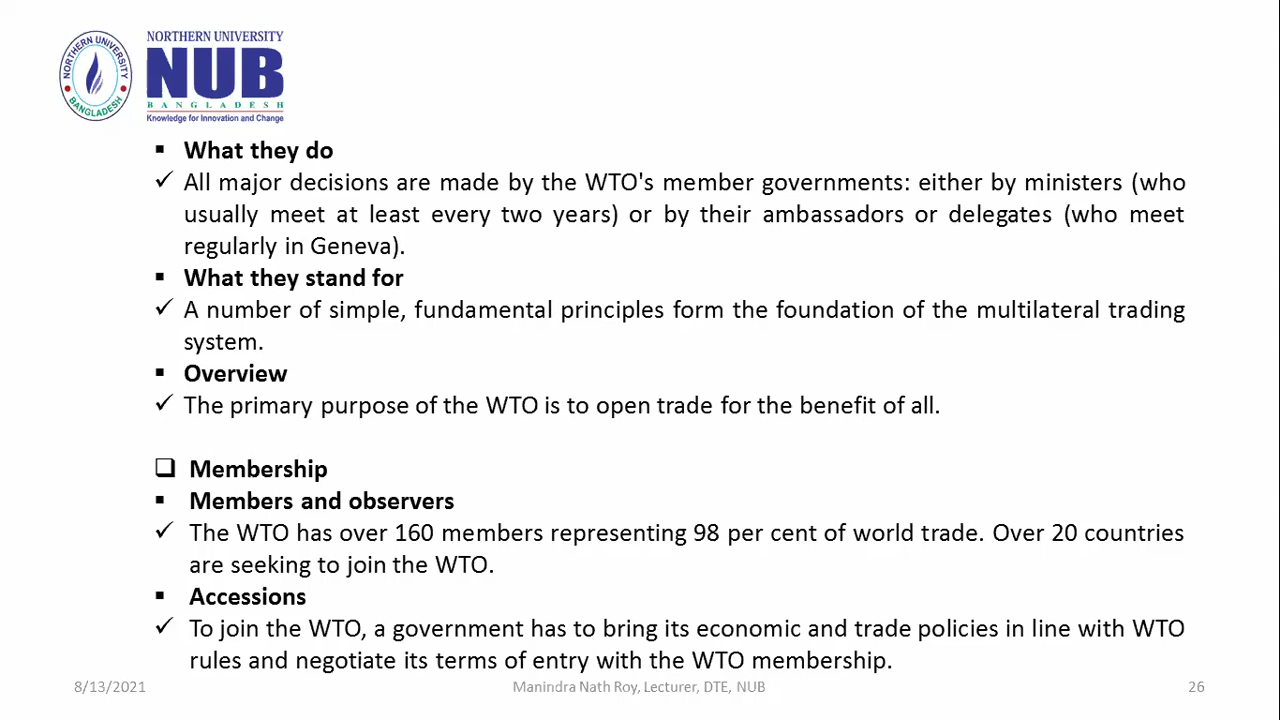 NORTHERN UNIVERSITY
BANGLADESH
NORTHERN UNIVERSITY
NUB
BANGLADESH
Knowledge for Innovation and Change
▪ What they do
✓ All major decisions are made by the WTO's member governments: either by ministers (who
usually meet at least every two years) or by their ambassadors or delegates (who meet
regularly in Geneva).
▪ What they stand for
✓ A number of simple, fundamental principles form the foundation of the multilateral trading
system.
▪ Overview
✓ The primary purpose of the WTO is to open trade for the benefit of all.
❑ Membership
▪ Members and observers
✓ The WTO has over 160 members representing 98 per cent of world trade. Over 20 countries
are seeking to join the WTO.
▪ Accessions
✓ To join the WTO, a government has to bring its economic and trade policies in line with WTO
rules and negotiate its terms of entry with the WTO membership.
8/13/2021 Manindra Nath Roy, Lecturer, DTE, NUB 26